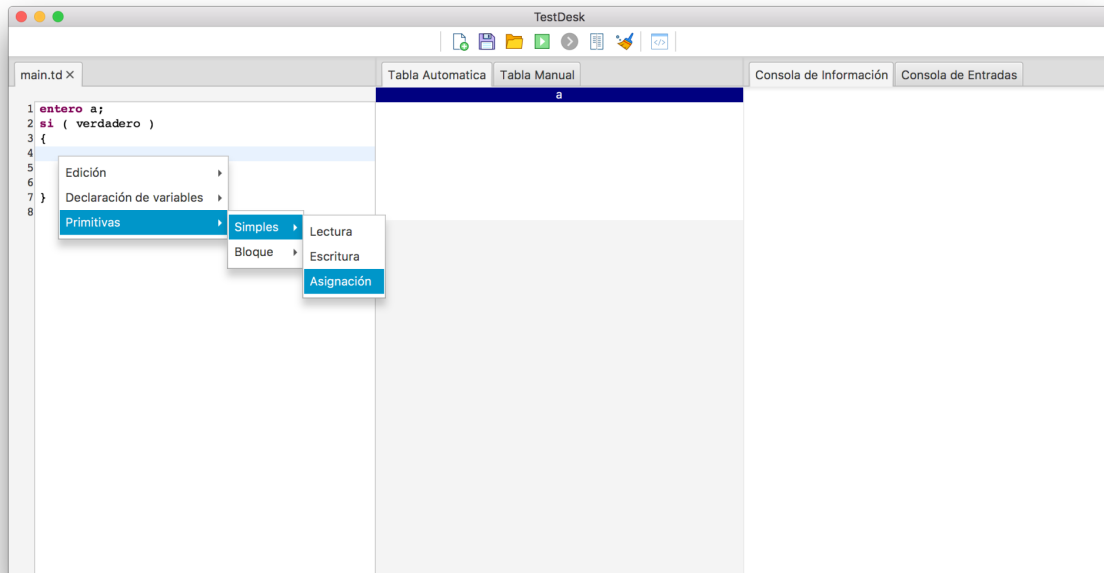 TestDesk
main.td ×
Tabla Automatica
Tabla Manual
Consola de Información
Consola de Entradas
a
1 entero a;
2 si ( verdadero )
3 {
4
5
6
7 }
8
Edición
Declaración de variables
Primitivas
Simples
Bloque
Lectura
Escritura
Asignación